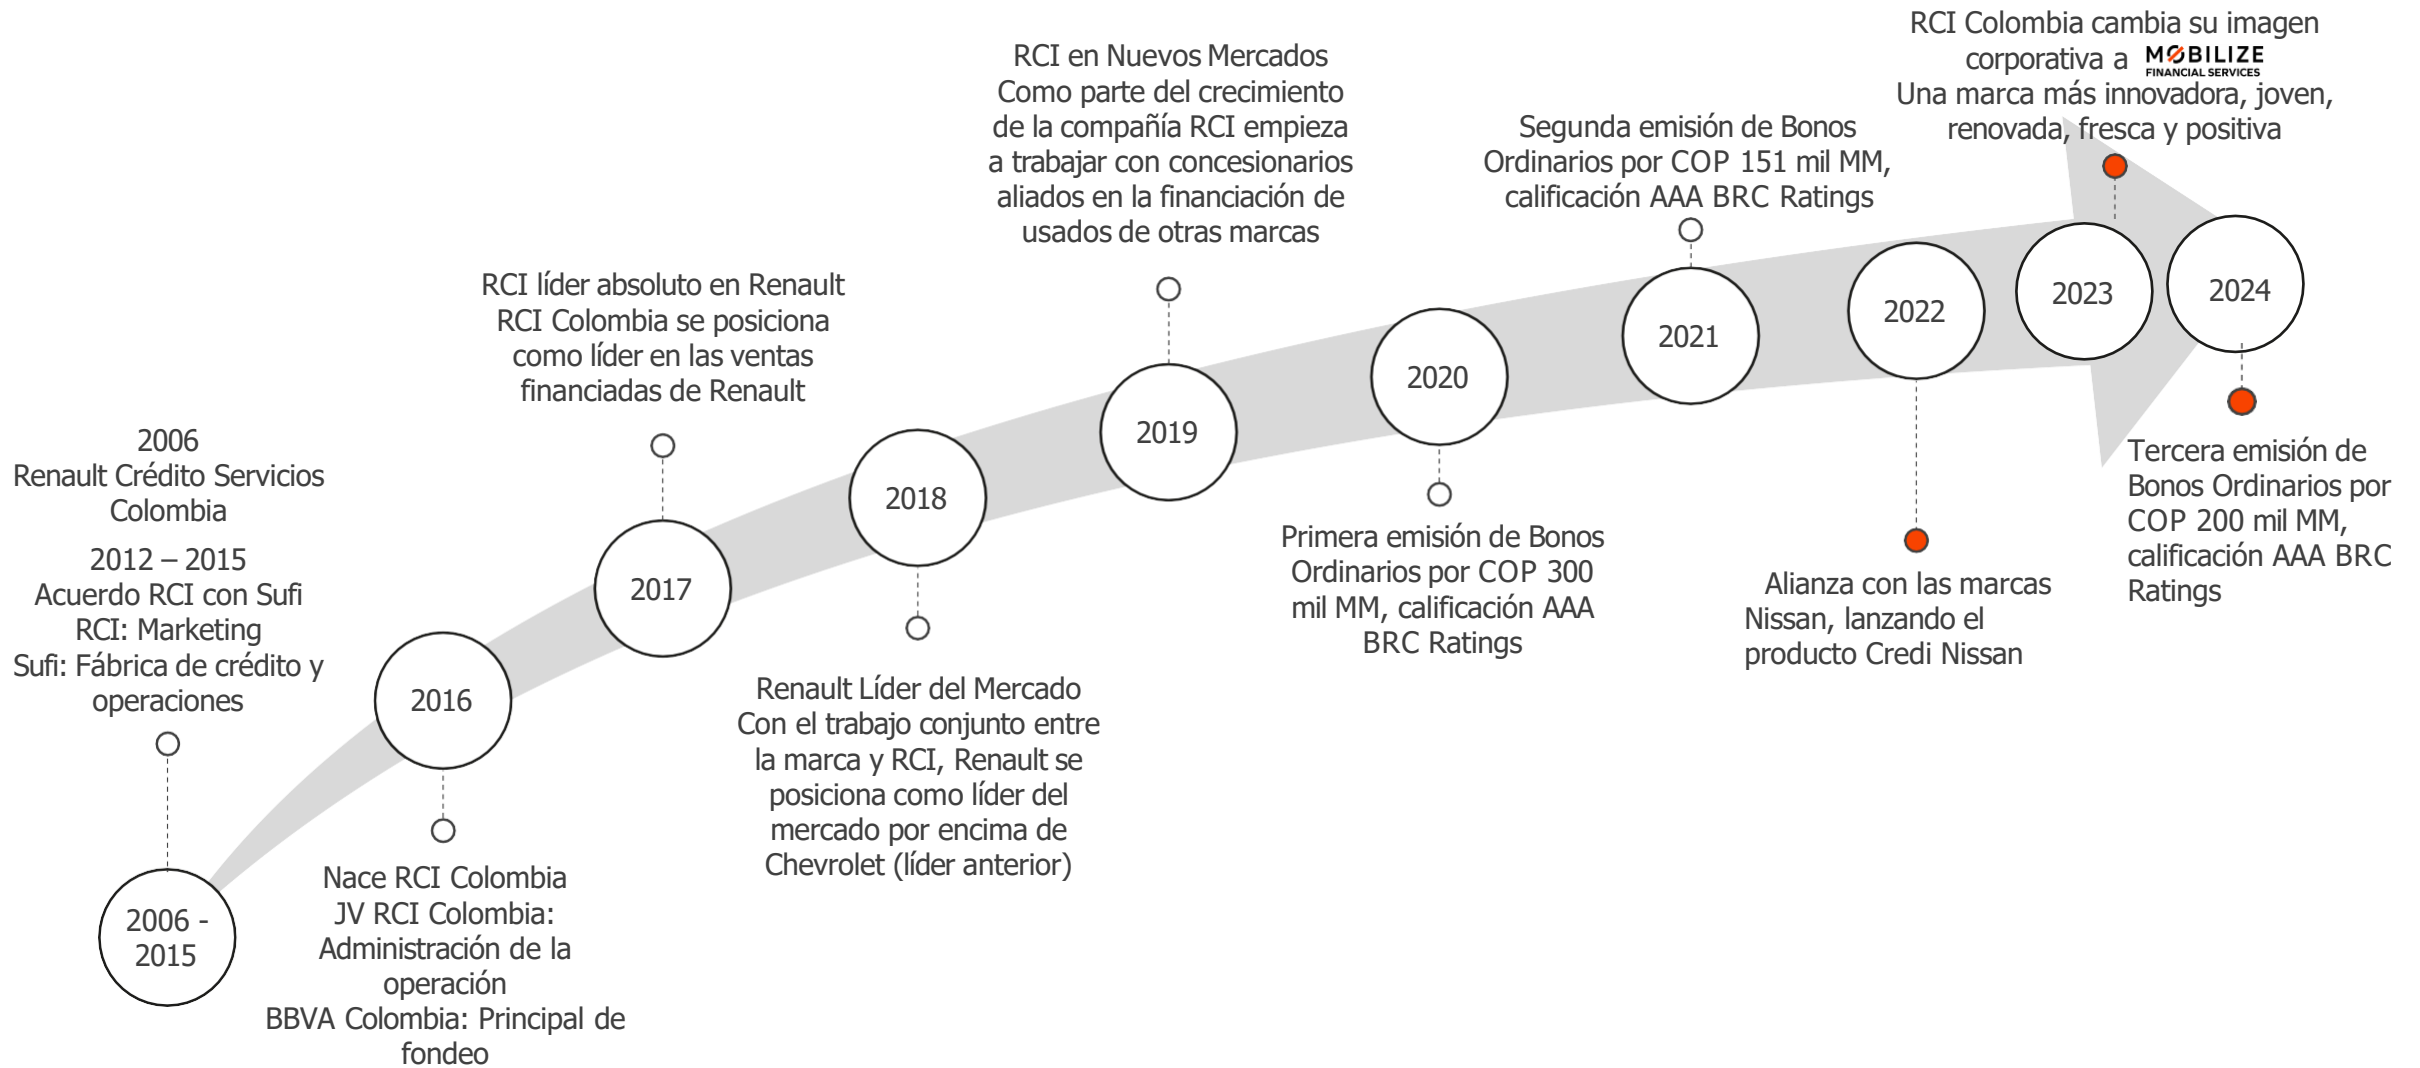 2006
Renault Crédito Servicios
Colombia
2012 – 2015
Acuerdo RCI con Sufi
RCI: Marketing
Sufi: Fábrica de crédito y
operaciones
2006 -
2015
2016
Nace RCI Colombia
JV RCI Colombia:
Administración de la
operación
BBVA Colombia: Principal de
fondeo
RCI líder absoluto en Renault
RCI Colombia se posiciona
como líder en las ventas
financiadas de Renault
2017
2018
Renault Líder del Mercado
Con el trabajo conjunto entre
la marca y RCI, Renault se
posiciona como líder del
mercado por encima de
Chevrolet (líder anterior)
RCI en Nuevos Mercados
Como parte del crecimiento
de la compañía RCI empieza
a trabajar con concesionarios
aliados en la financiación de
usados de otras marcas
2019
2020
Primera emisión de Bonos
Ordinarios por COP 300
mil MM, calificación AAA
BRC Ratings
Segunda emisión de Bonos
Ordinarios por COP 151 mil MM,
calificación AAA BRC Ratings
2021
2022
Alianza con las marcas
Nissan, lanzando el
producto Credi Nissan
RCI Colombia cambia su imagen
corporativa a MOBILIZE
FINANCIAL SERVICES
Una marca más innovadora, joven,
renovada, fresca y positiva
2023
2024
Tercera emisión de
Bonos Ordinarios por
COP 200 mil MM,
calificación AAA BRC
Ratings